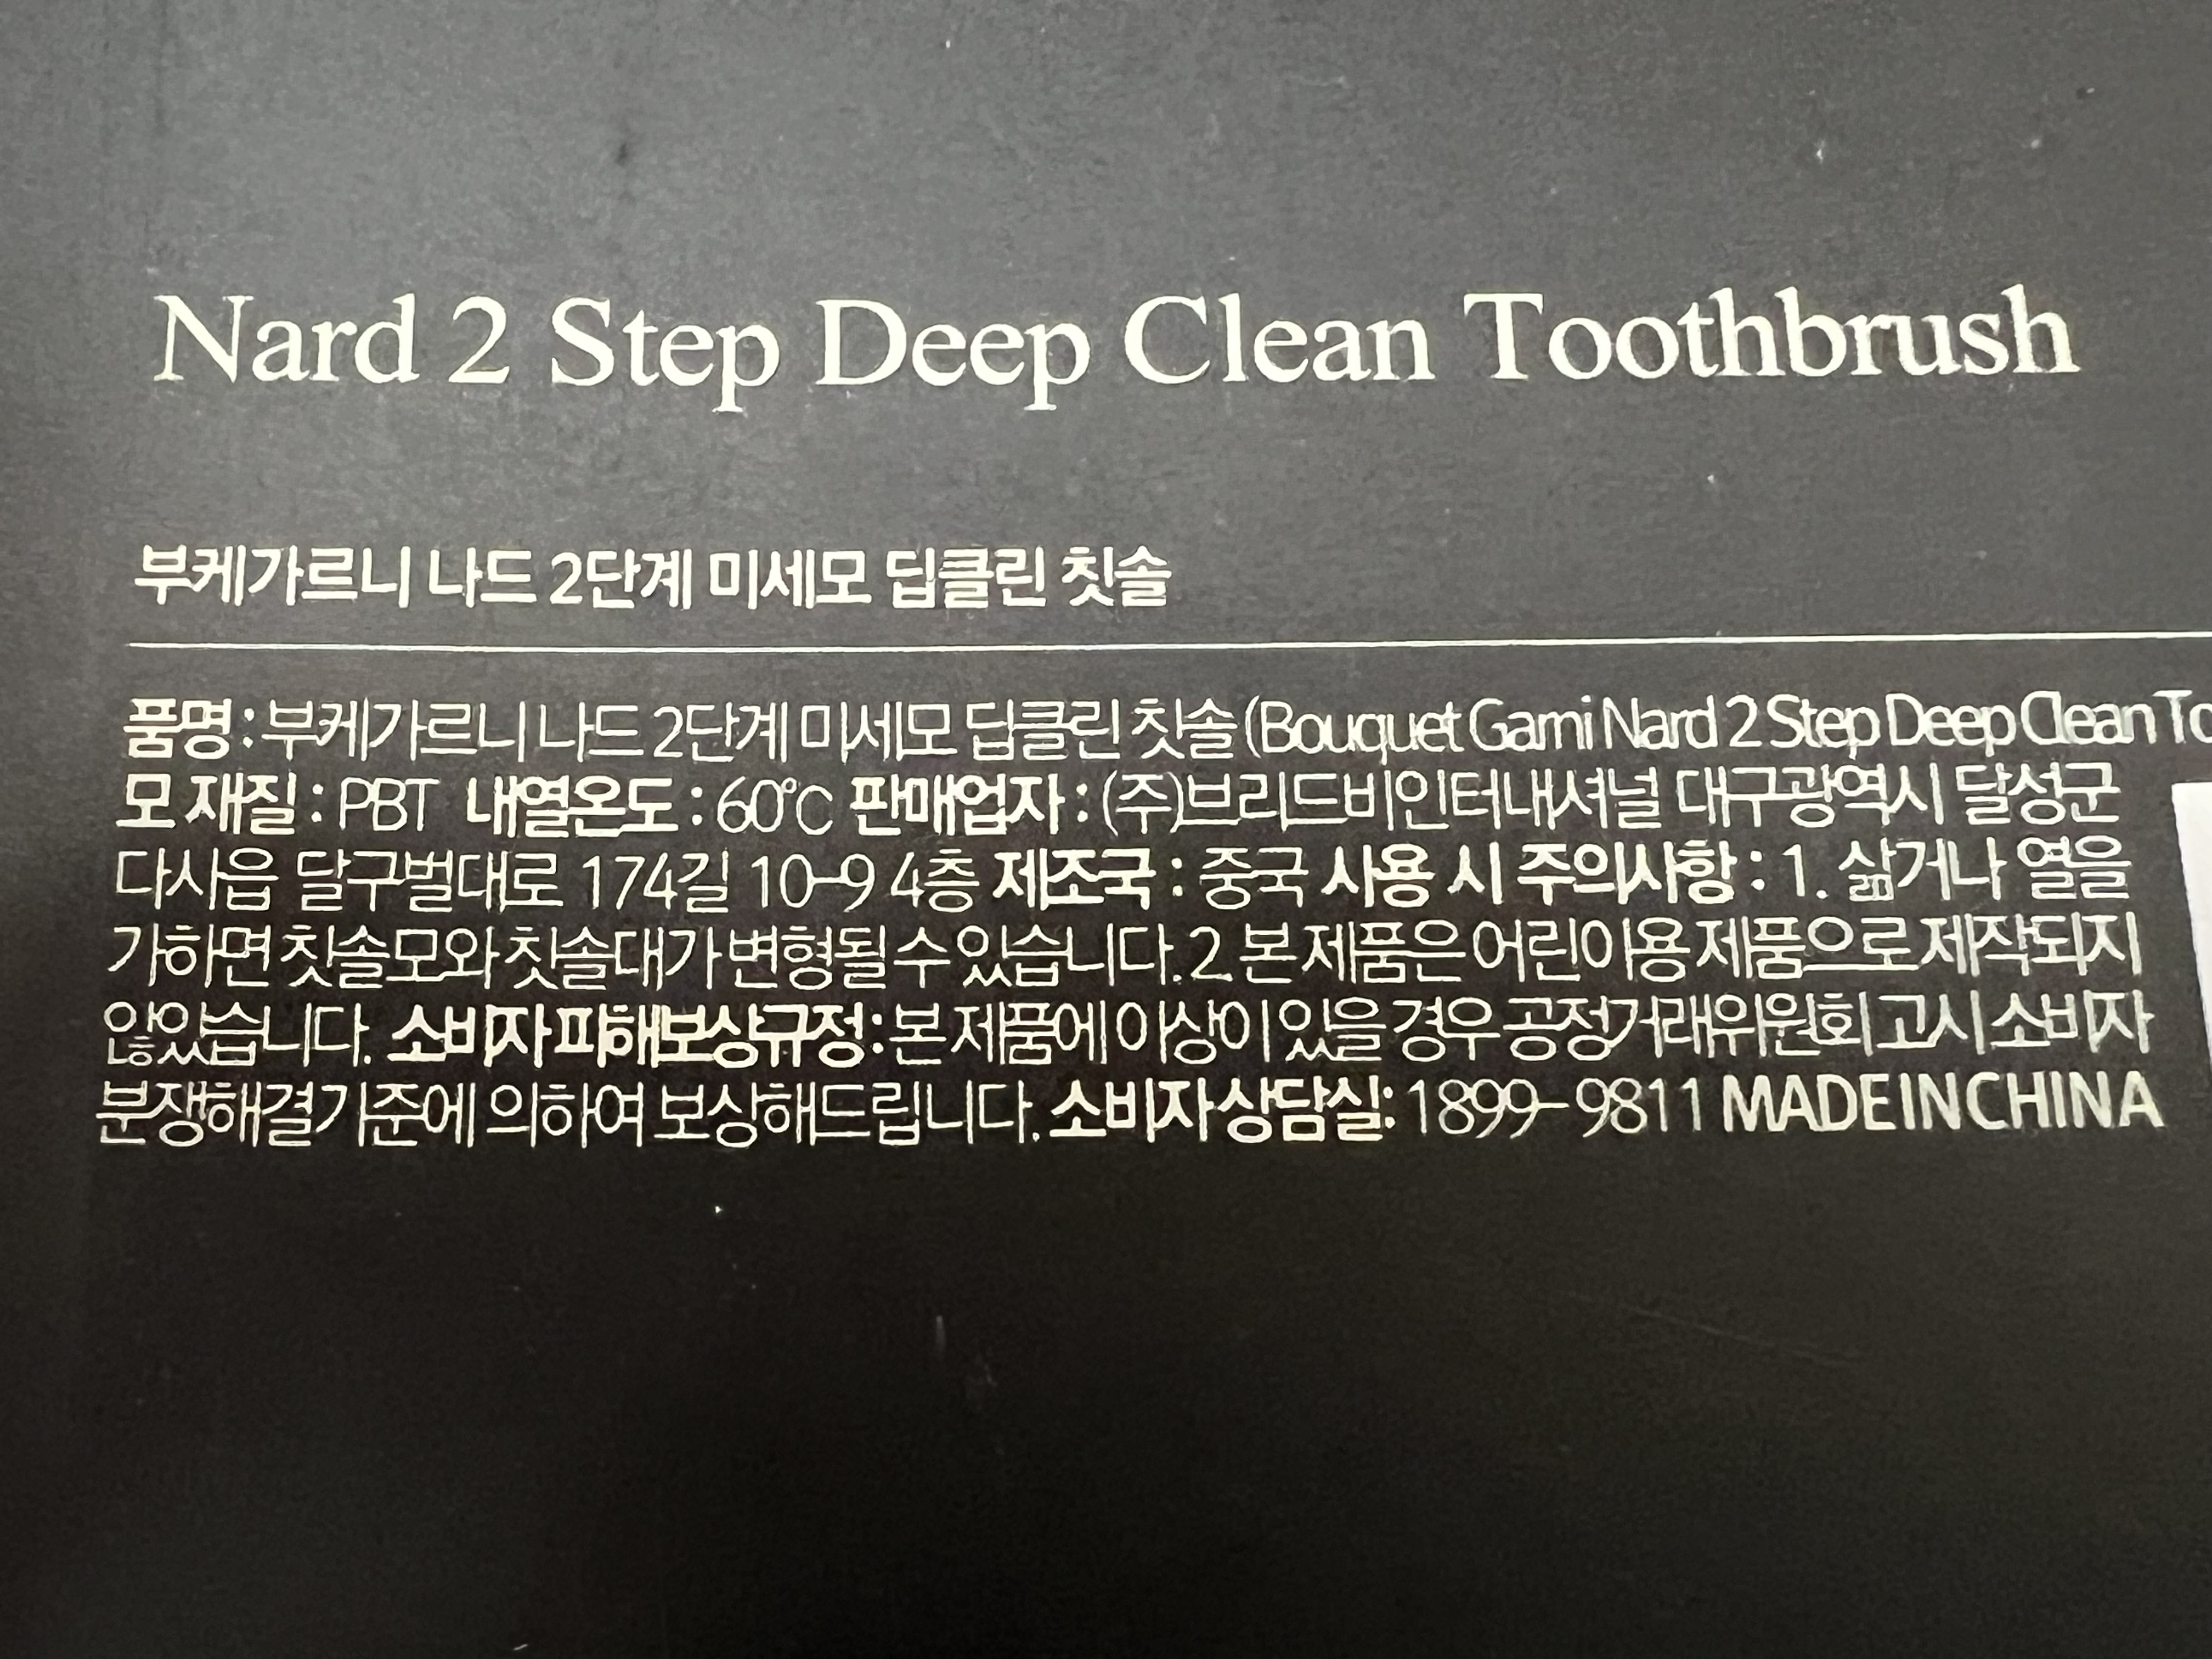 Nard 2 Step Deep Clean Toothbrush
부케가르니 나드 2단계 미세모 딥클린 칫솔
품명 : 부케가르니 나드 2단계 미세모 딥클린 칫솔 (Bouquet Garni Nard 2 Step Deep Clean To
모 재질 : PBT 내열온도 : 60℃ 판매업자 : (주)브리드비인터내셔널 대구광역시 달성군
다사읍 달구벌대로 174길 10-9 4층 제조국 : 중국 사용 시 주의사항 : 1. 삶거나 열을
가하면 칫솔모와 칫솔대가 변형될 수 있습니다. 2. 본 제품은 어린이용 제품으로 제작되지
않았습니다. 소비자 피해보상규정 : 본 제품에 이상이 있을 경우 공정거래위원회 고시 소비자
분쟁해결기준에 의하여 보상해드립니다. 소비자상담실: 1899-9811 MADE IN CHINA